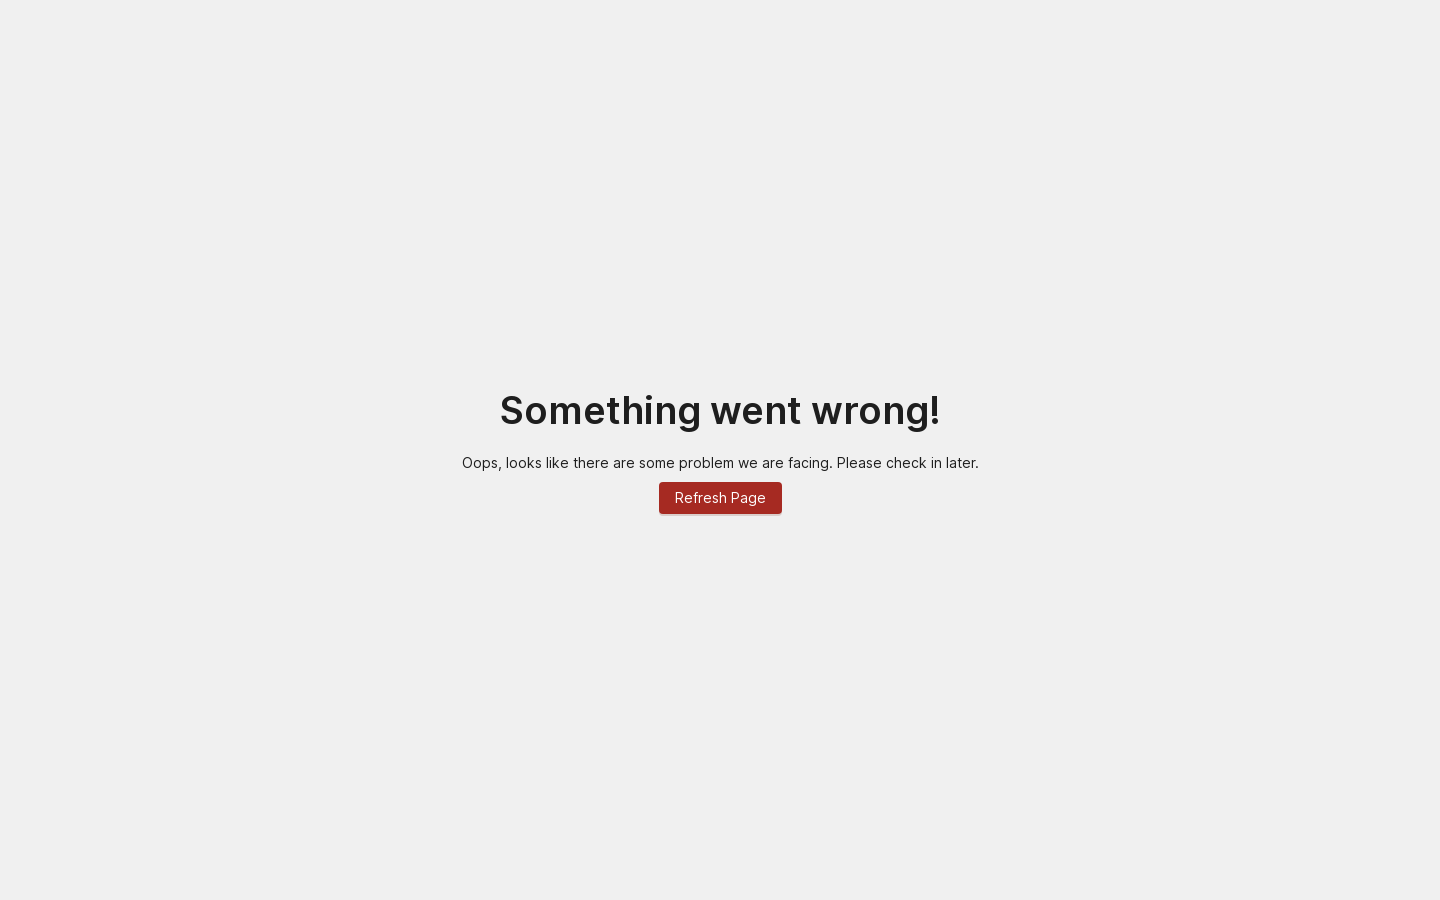 Something went wrong!
Oops, looks like there are some problem we are facing. Please check in later.
Refresh Page